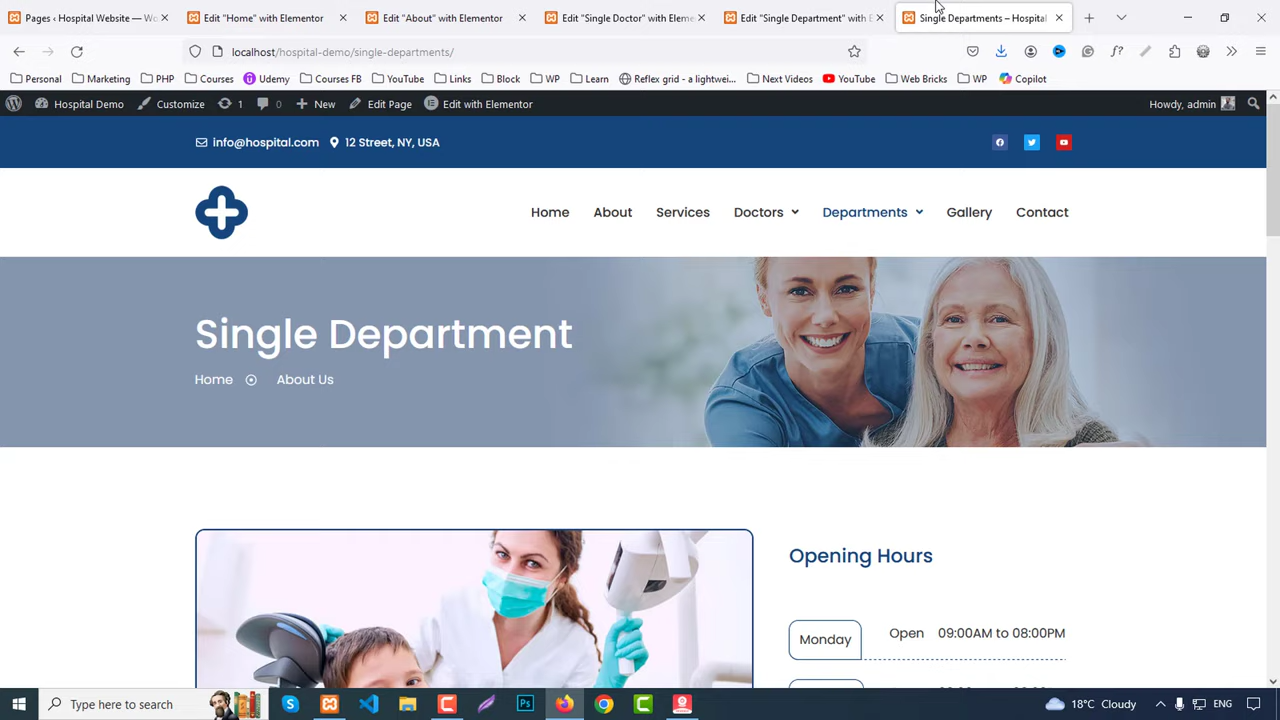 Pages ‹ Hospital Website — Wo
Edit "Home" with Elementor
Edit "About" with Elementor
Edit "Single Doctor" with Eleme
Edit "Single Department" with E
Single Departments – Hospital
localhost/hospital-demo/single-departments/
Personal
Marketing
PHP
Courses
Udemy
Courses FB
YouTube
Links
Block
WP
Learn
Reflex grid - a lightwei...
Next Videos
YouTube
Web Bricks
WP
Copilot
Hospital Demo
Customize
1
0
New
Edit Page
Edit with Elementor
Howdy, admin
info@hospital.com
12 Street, NY, USA
Home
About
Services
Doctors
Departments
Gallery
Contact
Single Department
Home
About Us
Opening Hours
Monday
Open 09:00AM to 08:00PM
Type here to search
18°C Cloudy
ENG